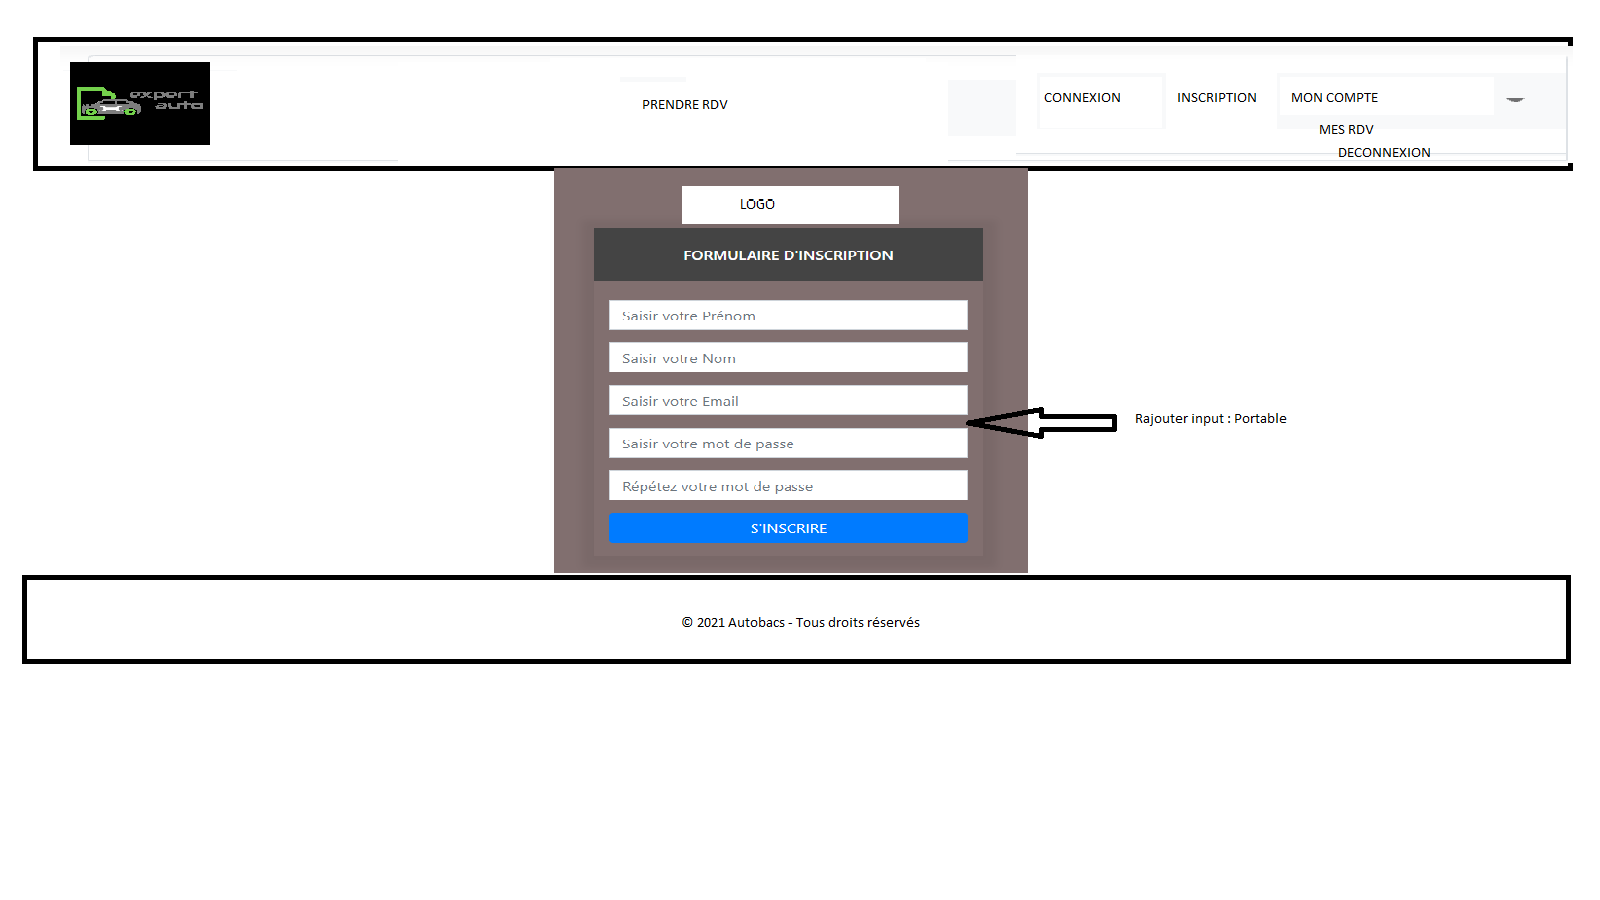 expert
auto
PRENDRE RDV
CONNEXION
INSCRIPTION
MON COMPTE
MES RDV
DECONNEXION
LOGO
FORMULAIRE D'INSCRIPTION
Saisir votre Prénom
Saisir votre Nom
Saisir votre Email
Rajouter input : Portable
Saisir votre mot de passe
Répétez votre mot de passe
S'INSCRIRE
© 2021 Autobacs - Tous droits réservés